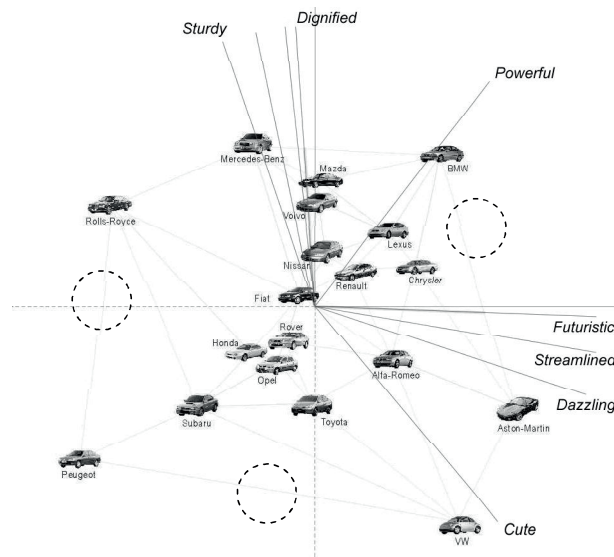 Dignified
Sturdy
Powerful
Mercedes-Benz
Mazda
BMW
Volvo
Rolls-Royce
Lexus
Nissan
Renault
Chrysler
Fiat
Futuristic
Rover
Honda
Streamlined
Opel
Alfa-Romeo
Dazzling
Subaru
Toyota
Aston-Martin
Peugeot
Cute
VW